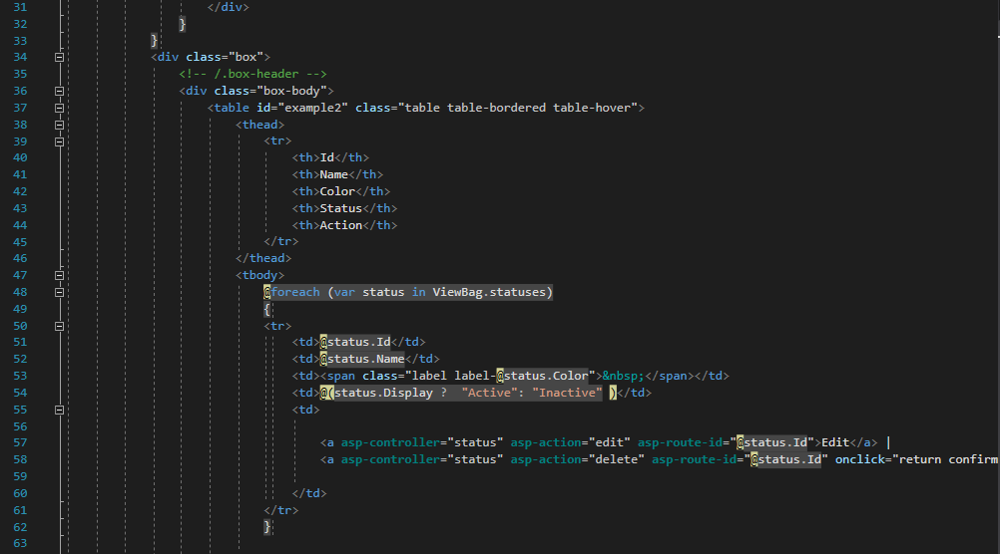 31 </div>
32 }
33 }
34 <div class="box">
35 <!-- /.box-header -->
36 <div class="box-body">
37 <table id="example2" class="table table-bordered table-hover">
38 <thead>
39 <tr>
40 <th>Id</th>
41 <th>Name</th>
42 <th>Color</th>
43 <th>Status</th>
44 <th>Action</th>
45 </tr>
46 </thead>
47 <tbody>
48 @foreach (var status in ViewBag.statuses)
49 {
50 <tr>
51 <td>@status.Id</td>
52 <td>@status.Name</td>
53 <td><span class="label label-@status.Color">&nbsp;</span></td>
54 <td>@(status.Display ? "Active": "Inactive" )</td>
55 <td>
56
57 <a asp-controller="status" asp-action="edit" asp-route-id="@status.Id">Edit</a> |
58 <a asp-controller="status" asp-action="delete" asp-route-id="@status.Id" onclick="return confirm
59
60 </td>
61 </tr>
62 }
63